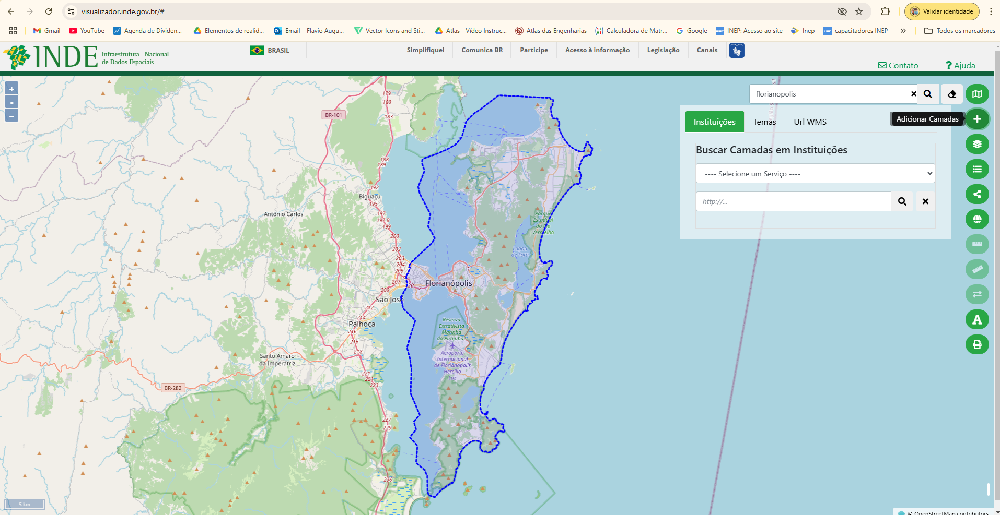 visualizador.inde.gov.br/#
Validar identidade
Gmail
YouTube
Agenda de Dividen...
Elementos de realid...
Email – Flavio Augu...
Vector Icons and Sti...
Atlas - Vídeo Instruc...
Atlas das Engenharias
Calculadora de Matr...
Google
INEP: Acesso ao site
Inep
capacitadores INEP
Todos os marcadores
INDE
Infraestrutura Nacional
de Dados Espaciais
BRASIL
Simplifique!
Comunica BR
Participe
Acesso à informação
Legislação
Canais
Contato
Ajuda
florianopolis
Adicionar Camadas
Instituições
Temas
Url WMS
Buscar Camadas em Instituições
---- Selecione um Serviço ----
http://...
179
180
183
BR-101
188
189
192
Biguaçu
195
Antônio Carlos
197
197 B
199
200
202
203
204
205
4
207
3B
2
1
209
Florianópolis
São José
212
214
Palhoça
216
216
218
Santo Amaro
da Imperatriz
221
221
223
BR-282
227
229
236
Parque
Estadual
do Rio
Vermelho
Lagoa
de Fora
Reserva
Extrativista
Marinha
do Pirajubaé
Aeroporto
Internacional
de Florianópolis
Hercílio
Luz
5 km
© OpenStreetMap contributors